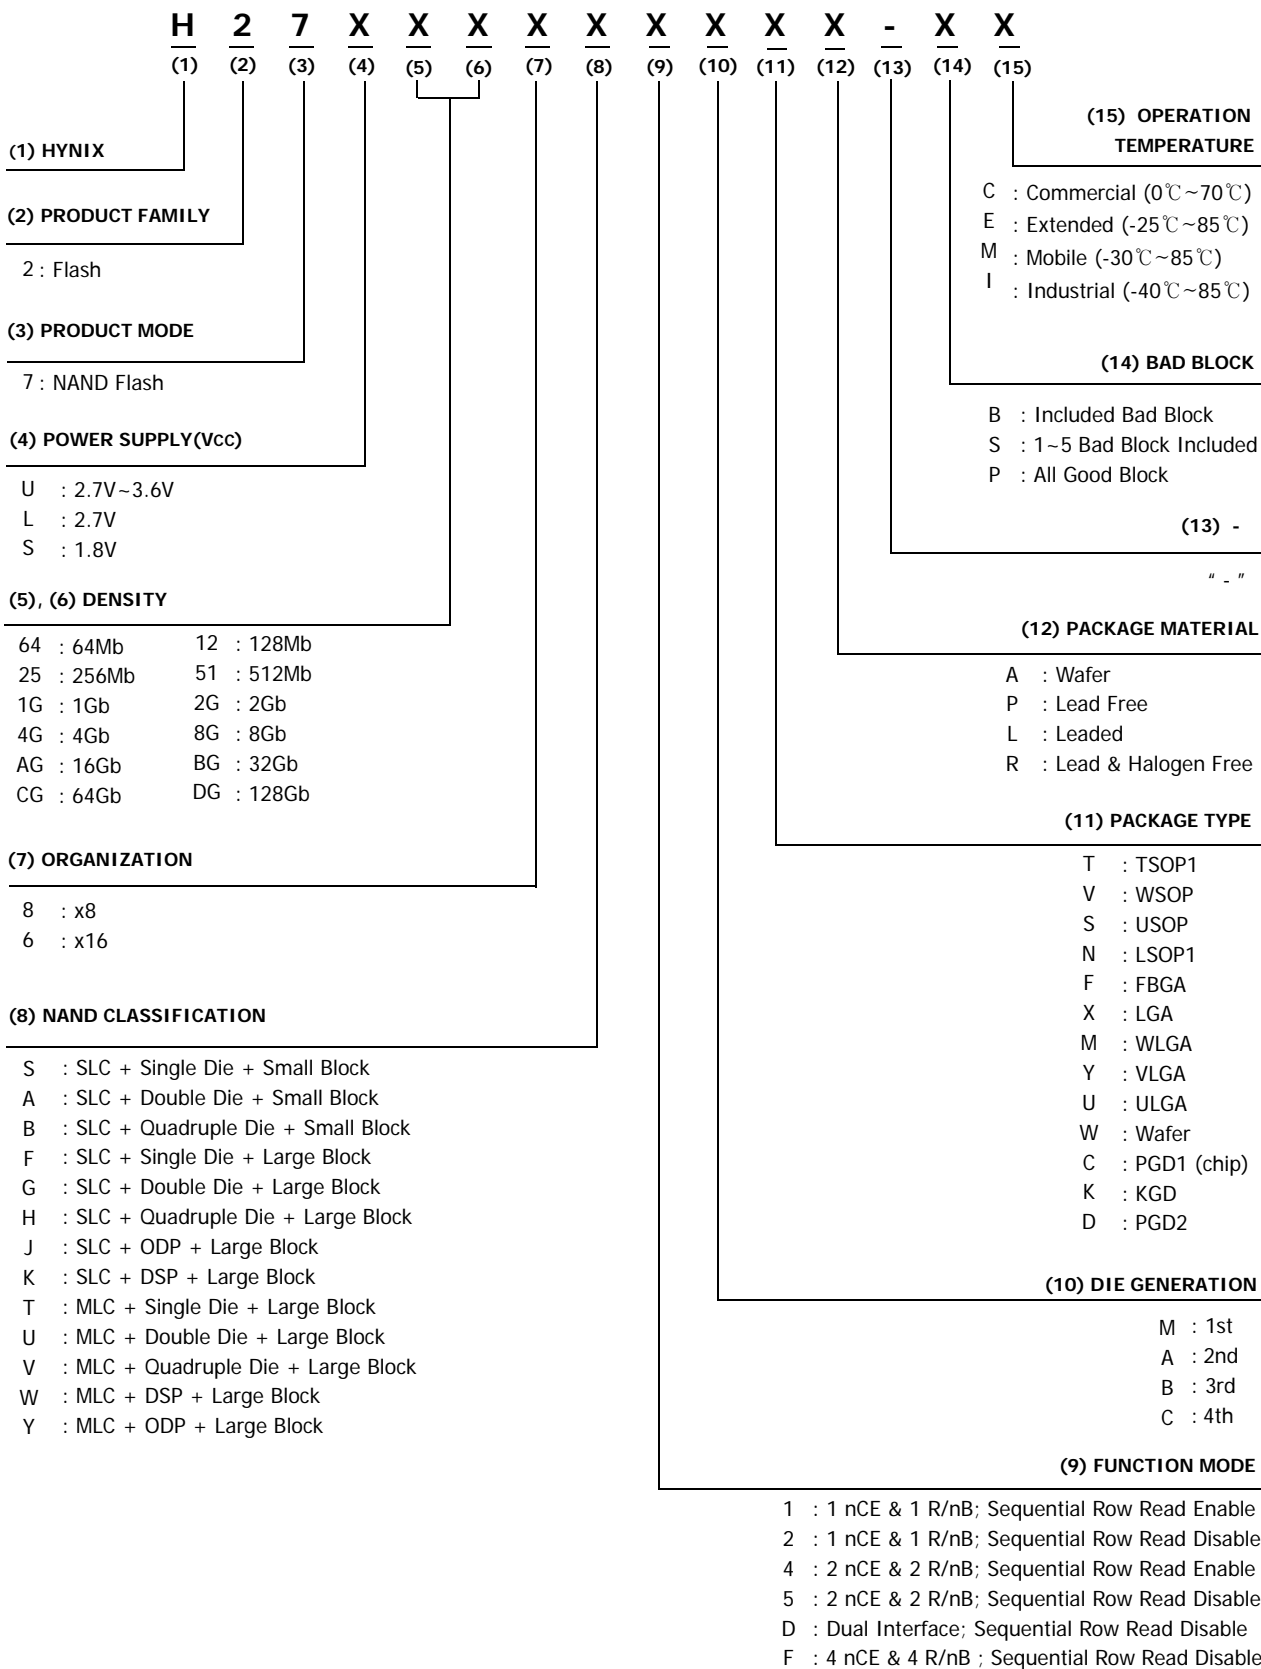 H 2 7 X X X X X X X X X - X X
(1) (2) (3) (4) (5) (6) (7) (8) (9) (10) (11) (12) (13) (14) (15)
(1) HYNIX
(2) PRODUCT FAMILY
2 : Flash
(3) PRODUCT MODE
7 : NAND Flash
(4) POWER SUPPLY(Vcc)
U : 2.7V~3.6V
L : 2.7V
S : 1.8V
(5), (6) DENSITY
64 : 64Mb 12 : 128Mb
25 : 256Mb 51 : 512Mb
1G : 1Gb 2G : 2Gb
4G : 4Gb 8G : 8Gb
AG : 16Gb BG : 32Gb
CG : 64Gb DG : 128Gb
(7) ORGANIZATION
8 : x8
6 : x16
(8) NAND CLASSIFICATION
S : SLC + Single Die + Small Block
A : SLC + Double Die + Small Block
B : SLC + Quadruple Die + Small Block
F : SLC + Single Die + Large Block
G : SLC + Double Die + Large Block
H : SLC + Quadruple Die + Large Block
J : SLC + ODP + Large Block
K : SLC + DSP + Large Block
T : MLC + Single Die + Large Block
U : MLC + Double Die + Large Block
V : MLC + Quadruple Die + Large Block
W : MLC + DSP + Large Block
Y : MLC + ODP + Large Block
(15) OPERATION
TEMPERATURE
C : Commercial (0℃~70℃)
E : Extended (-25℃~85℃)
M : Mobile (-30℃~85℃)
I : Industrial (-40℃~85℃)
(14) BAD BLOCK
B : Included Bad Block
S : 1~5 Bad Block Included
P : All Good Block
(13) -
“ - ”
(12) PACKAGE MATERIAL
A : Wafer
P : Lead Free
L : Leaded
R : Lead & Halogen Free
(11) PACKAGE TYPE
T : TSOP1
V : WSOP
S : USOP
N : LSOP1
F : FBGA
X : LGA
M : WLGA
Y : VLGA
U : ULGA
W : Wafer
C : PGD1 (chip)
K : KGD
D : PGD2
(10) DIE GENERATION
M : 1st
A : 2nd
B : 3rd
C : 4th
(9) FUNCTION MODE
1 : 1 nCE & 1 R/nB; Sequential Row Read Enable
2 : 1 nCE & 1 R/nB; Sequential Row Read Disable
4 : 2 nCE & 2 R/nB; Sequential Row Read Enable
5 : 2 nCE & 2 R/nB; Sequential Row Read Disable
D : Dual Interface; Sequential Row Read Disable
F : 4 nCE & 4 R/nB ; Sequential Row Read Disable